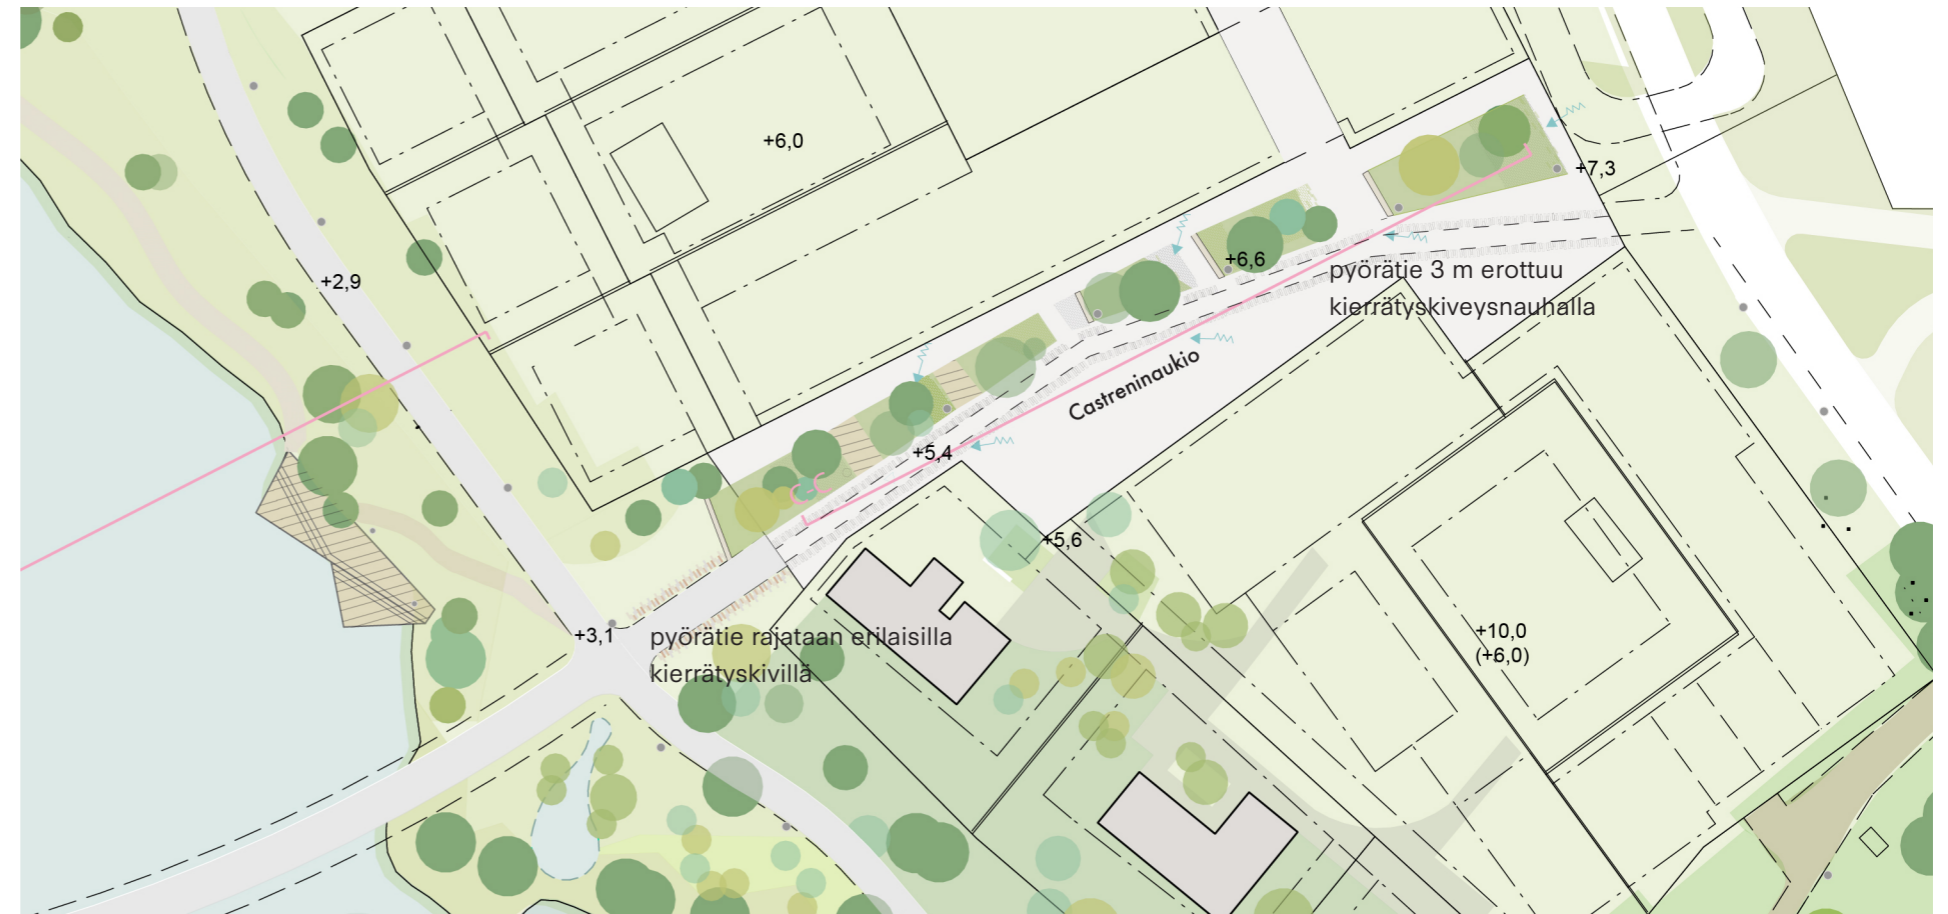 +6,0
+7,3
+6,6
pyörätie 3 m erottuu
kierrätyskiveysnauhalla
+2,9
Castreninaukio
+5,4
+5,6
+3,1
pyörätie rajataan erilaisilla
kierrätyskivillä
+10,0
(+6,0)